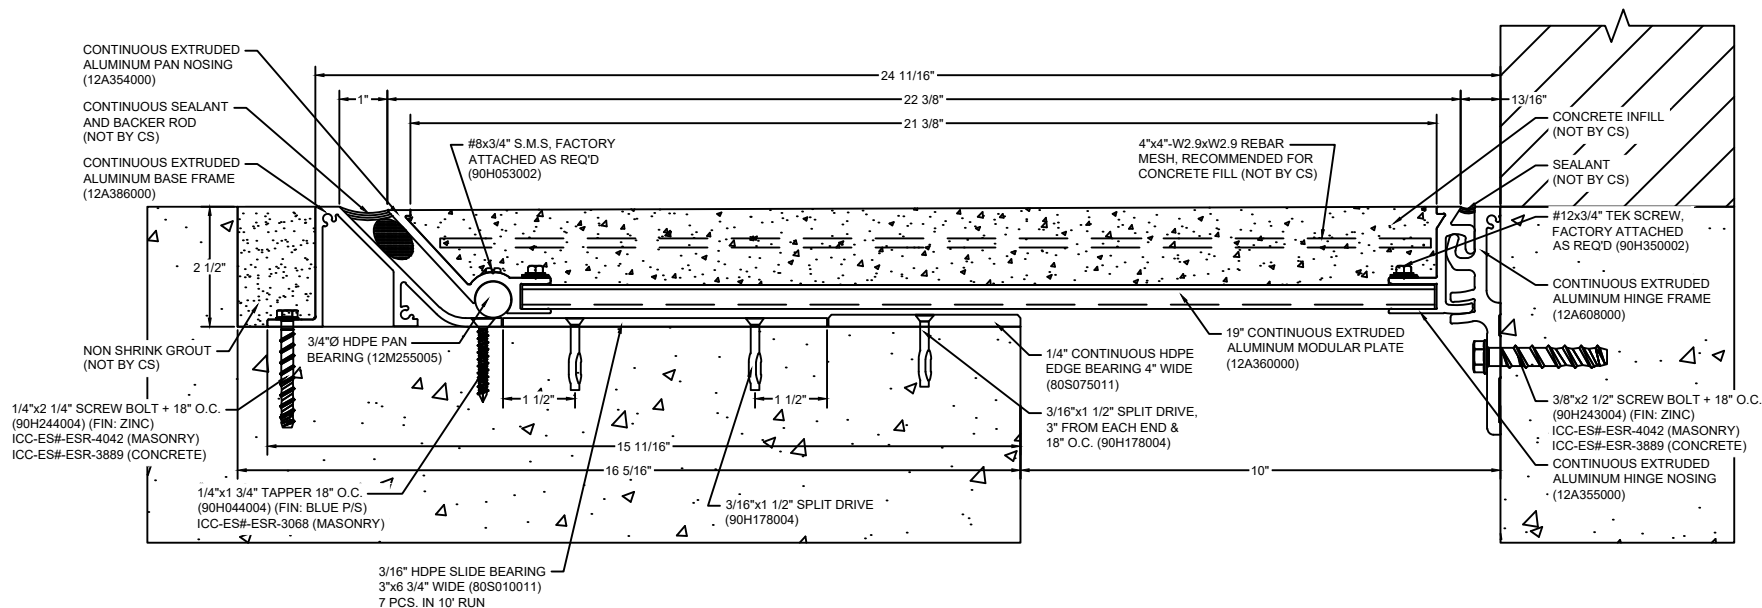 CONTINUOUS EXTRUDED
ALUMINUM PAN NOSING
(12A354000)
CONTINUOUS SEALANT
AND BACKER ROD
(NOT BY CS)
CONTINUOUS EXTRUDED
ALUMINUM BASE FRAME
(12A386000)
24 11/16"
1"
22 3/8"
13/16"
21 3/8"
#8x3/4" S.M.S, FACTORY
ATTACHED AS REQ'D
(90H053002)
4"x4"-W2.9xW2.9 REBAR
MESH, RECOMMENDED FOR
CONCRETE FILL (NOT BY CS)
CONCRETE INFILL
(NOT BY CS)
SEALANT
(NOT BY CS)
#12x3/4" TEK SCREW,
FACTORY ATTACHED
AS REQ'D (90H350002)
2 1/2"
CONTINUOUS EXTRUDED
ALUMINUM HINGE FRAME
(12A608000)
NON SHRINK GROUT
(NOT BY CS)
3/4"Ø HDPE PAN
BEARING (12M255005)
1/4" CONTINUOUS HDPE
EDGE BEARING 4" WIDE
(80S075011)
19" CONTINUOUS EXTRUDED
ALUMINUM MODULAR PLATE
(12A360000)
1/4"x2 1/4" SCREW BOLT + 18" O.C.
(90H244004) (FIN: ZINC)
ICC-ES#-ESR-4042 (MASONRY)
ICC-ES#-ESR-3889 (CONCRETE)
1 1/2"
1 1/2"
3/16"x1 1/2" SPLIT DRIVE,
3" FROM EACH END &
18" O.C. (90H178004)
3/8"x2 1/2" SCREW BOLT + 18" O.C.
(90H243004) (FIN: ZINC)
ICC-ES#-ESR-4042 (MASONRY)
ICC-ES#-ESR-3889 (CONCRETE)
15 11/16"
16 5/16"
10"
CONTINUOUS EXTRUDED
ALUMINUM HINGE NOSING
(12A355000)
1/4"x1 3/4" TAPPER 18" O.C.
(90H044004) (FIN: BLUE P/S)
ICC-ES#-ESR-3068 (MASONRY)
3/16"x1 1/2" SPLIT DRIVE
(90H178004)
3/16" HDPE SLIDE BEARING
3"x6 3/4" WIDE (80S010011)
7 PCS. IN 10' RUN